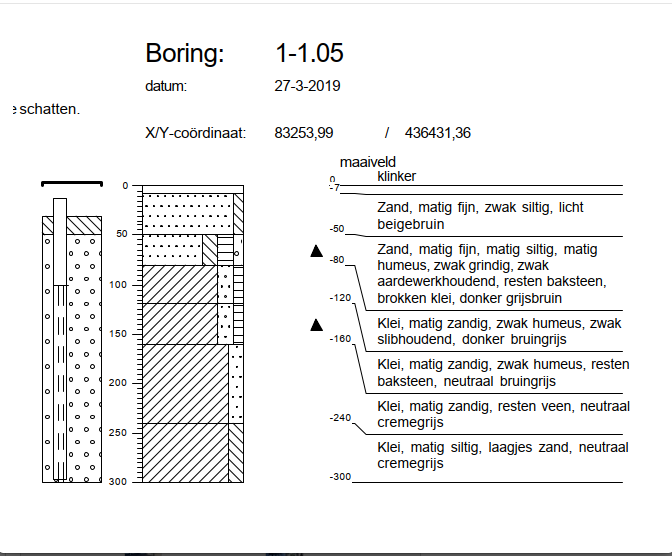 Boring: 1-1.05
datum: 27-3-2019
schatten.
X/Y-coördinaat: 83253,99 / 436431,36
maaiveld
0 klinker
-7
Zand, matig fijn, zwak siltig, licht
beigebruin
-50
Zand, matig fijn, matig siltig, matig
humeus, zwak grindig, zwak
aardewerkhoudend, resten baksteen,
brokken klei, donker grijsbruin
-80
Klei, matig zandig, zwak humeus, zwak
slibhoudend, donker bruingrijs
-120
Klei, matig zandig, zwak humeus, resten
baksteen, neutraal bruingrijs
-160
Klei, matig zandig, resten veen, neutraal
cremegrijs
-240
Klei, matig siltig, laagjes zand, neutraal
cremegrijs
-300
0
50
100
150
200
250
300